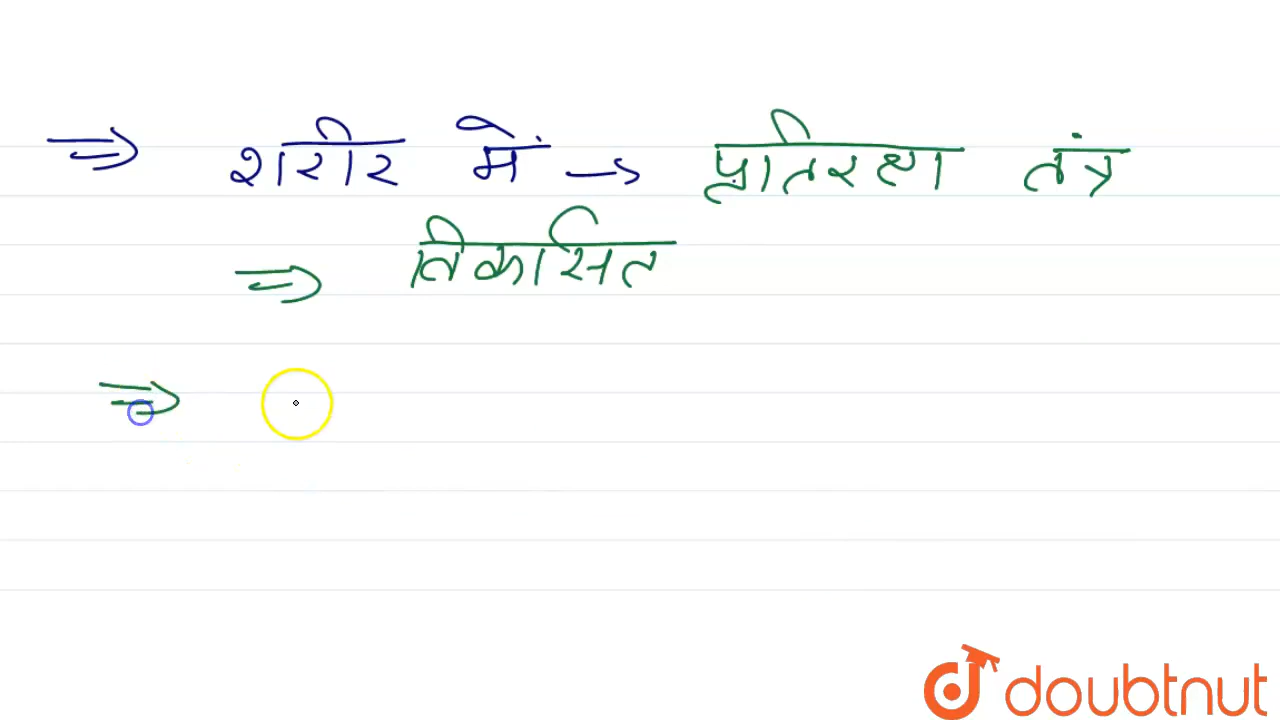 ⇒ शरीर में → प्रतिरक्षा तंत्र
⇒ विकसित
⇒
doubtnut